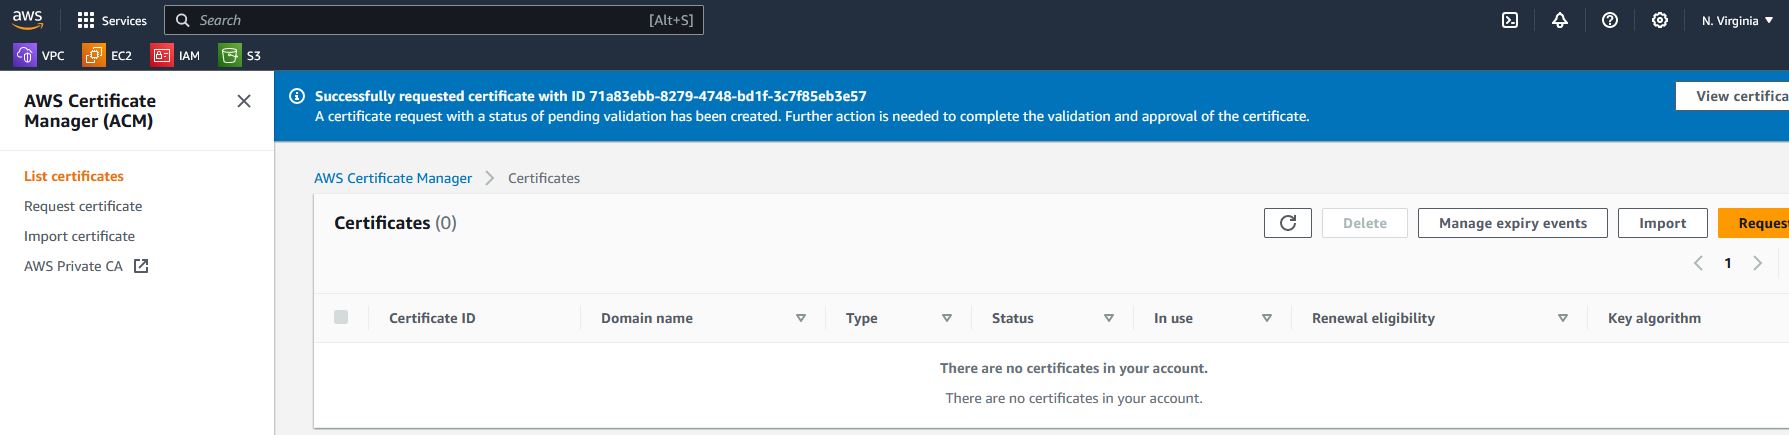 aws Services Search [Alt+S] N. Virginia
VPC EC2 IAM S3
AWS Certificate
Manager (ACM)
List certificates
Request certificate
Import certificate
AWS Private CA
Successfully requested certificate with ID 71a83ebb-8279-4748-bd1f-3c7f85eb3e57
A certificate request with a status of pending validation has been created. Further action is needed to complete the validation and approval of the certificate.
View certifica
AWS Certificate Manager Certificates
Certificates (0) Delete Manage expiry events Import Reques
1
Certificate ID Domain name Type Status In use Renewal eligibility Key algorithm
There are no certificates in your account.
There are no certificates in your account.